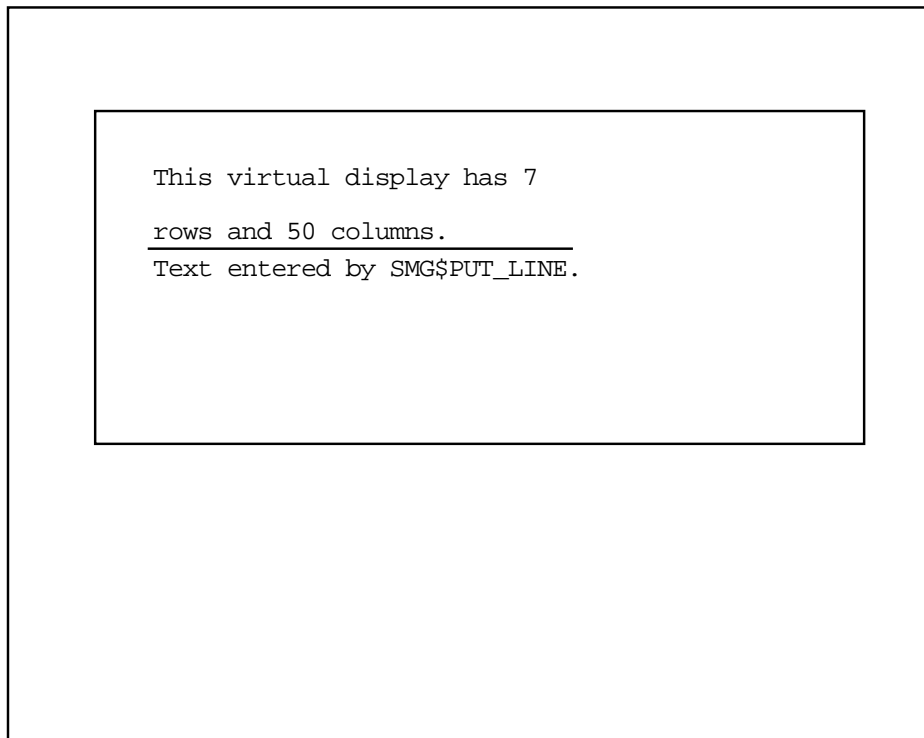 This virtual display has 7
rows and 50 columns.
Text entered by SMG$PUT_LINE.